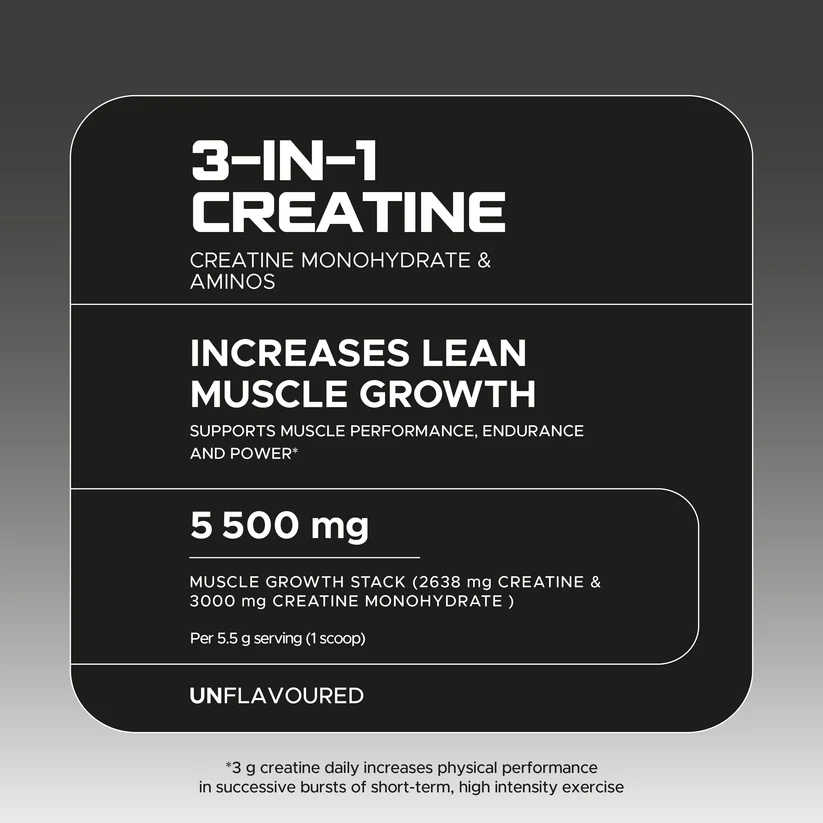 3-IN-1
CREATINE
CREATINE MONOHYDRATE &
AMINOS
INCREASES LEAN
MUSCLE GROWTH
SUPPORTS MUSCLE PERFORMANCE, ENDURANCE
AND POWER*
5 500 mg
MUSCLE GROWTH STACK (2638 mg CREATINE &
3000 mg CREATINE MONOHYDRATE )
Per 5.5 g serving (1 scoop)
UNFLAVOURED
*3 g creatine daily increases physical performance
in successive bursts of short-term, high intensity exercise